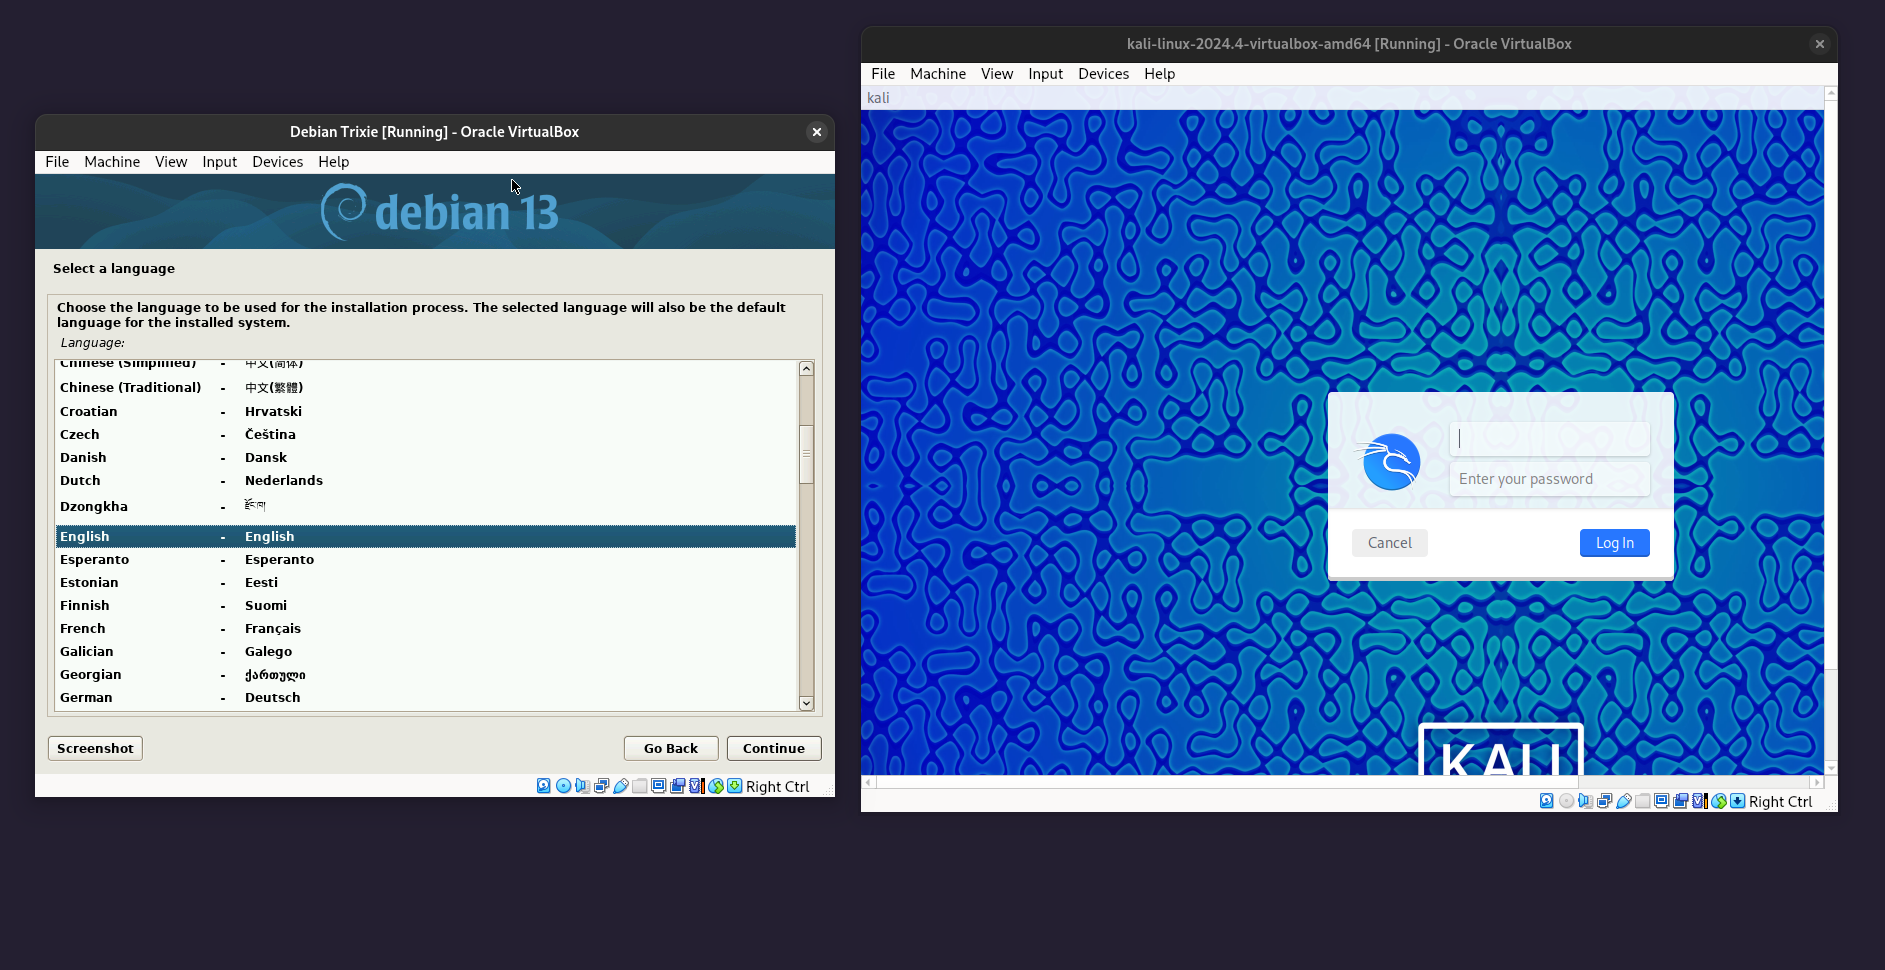 Debian Trixie [Running] - Oracle VirtualBox
File Machine View Input Devices Help
debian 13
Select a language
Choose the language to be used for the installation process. The selected language will also be the default
language for the installed system.
Language:
Chinese (Simplified) - 中文(简体)
Chinese (Traditional) - 中文(繁體)
Croatian - Hrvatski
Czech - Čeština
Danish - Dansk
Dutch - Nederlands
Dzongkha - རྫོང་ཁ།
English - English
Esperanto - Esperanto
Estonian - Eesti
Finnish - Suomi
French - Français
Galician - Galego
Georgian - ქართული
German - Deutsch
Screenshot Go Back Continue
Right Ctrl
kali-linux-2024.4-virtualbox-amd64 [Running] - Oracle VirtualBox
File Machine View Input Devices Help
kali
Enter your password
Cancel Log In
KALI
Right Ctrl